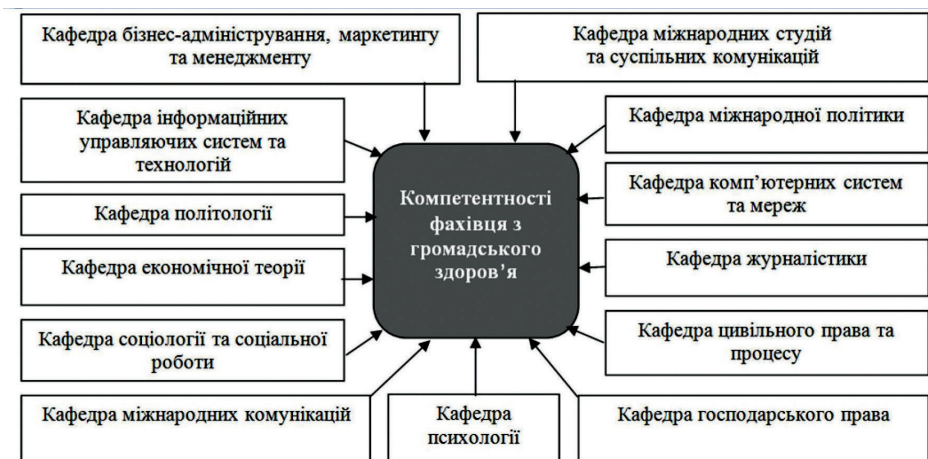 Кафедра бізнес-адміністрування, маркетингу
та менеджменту
Кафедра міжнародних студій
та суспільних комунікацій
Кафедра інформаційних
управляючих систем та
технологій
Кафедра міжнародної політики
Компетентності
фахівця з
громадського
здоров’я
Кафедра комп’ютерних систем
та мереж
Кафедра політології
Кафедра економічної теорії
Кафедра журналістики
Кафедра соціології та соціальної
роботи
Кафедра цивільного права та
процесу
Кафедра міжнародних комунікацій
Кафедра
психології
Кафедра господарського права